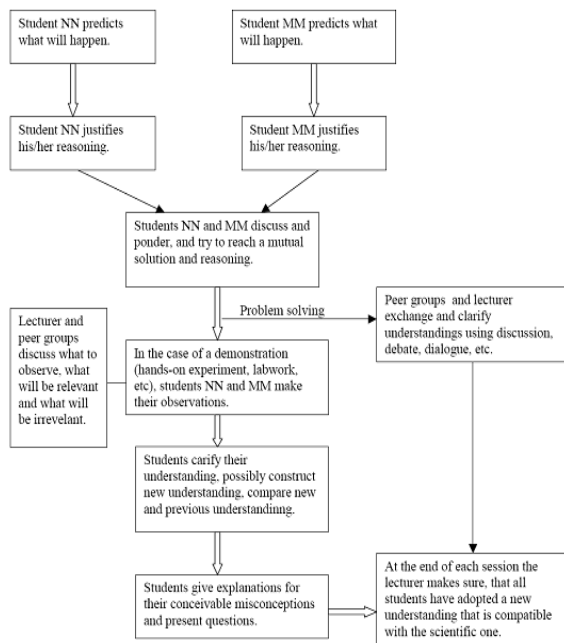 Student NN predicts
what will happen.
Student MM predicts what
will happen.
Student NN justifies
his/her reasoning.
Student MM justifies
his/her reasoning.
Students NN and MM discuss and
ponder, and try to reach a mutual
solution and reasoning.
Problem solving
Lecturer and
peer groups
discuss what to
observe, what
will be relevant
and what will
be irrevelant.
In the case of a demonstration
(hands-on experiment, labwork,
etc), students NN and MM make
their observations.
Peer groups and lecturer
exchange and clarify
understandings using discussion,
debate, dialogue, etc.
Students carify their
understanding, possibly construct
new understanding, compare new
and previous understandinng.
Students give explanations for
their conceivable misconceptions
and present questions.
At the end of each session the
lecturer makes sure, that all
students have adopted a new
understanding that is compatible
with the scientific one.